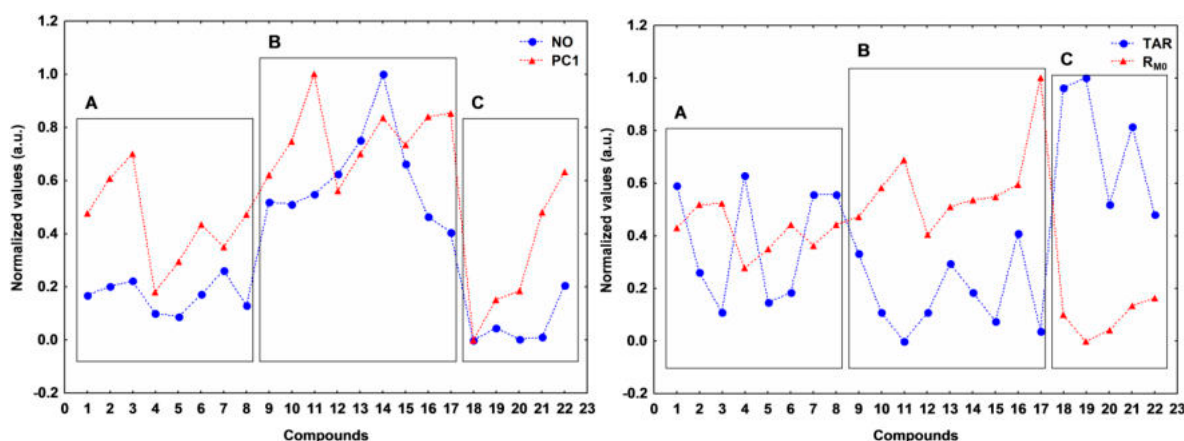 1.2
1.0
0.8
0.6
0.4
0.2
0.0
-0.2
Normalized values (a.u.)
A
B
C
NO
PC1
0 1 2 3 4 5 6 7 8 9 10 11 12 13 14 15 16 17 18 19 20 21 22 23
Compounds
1.2
1.0
0.8
0.6
0.4
0.2
0.0
-0.2
Normalized values (a.u.)
A
B
C
TAR
RM0
0 1 2 3 4 5 6 7 8 9 10 11 12 13 14 15 16 17 18 19 20 21 22 23
Compounds